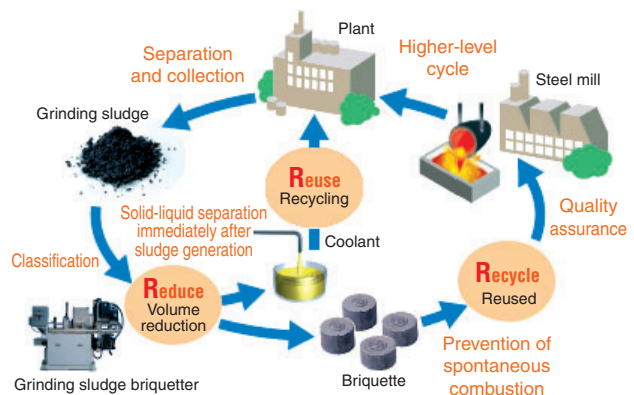 Plant
Separation
and collection
Higher-level
cycle
Steel mill
Grinding sludge
Reuse
Recycling
Solid-liquid separation
immediately after
sludge generation
Coolant
Quality
assurance
Classification
Reduce
Volume
reduction
Recycle
Reused
Grinding sludge briquetter
Briquette
Prevention of
spontaneous
combustion